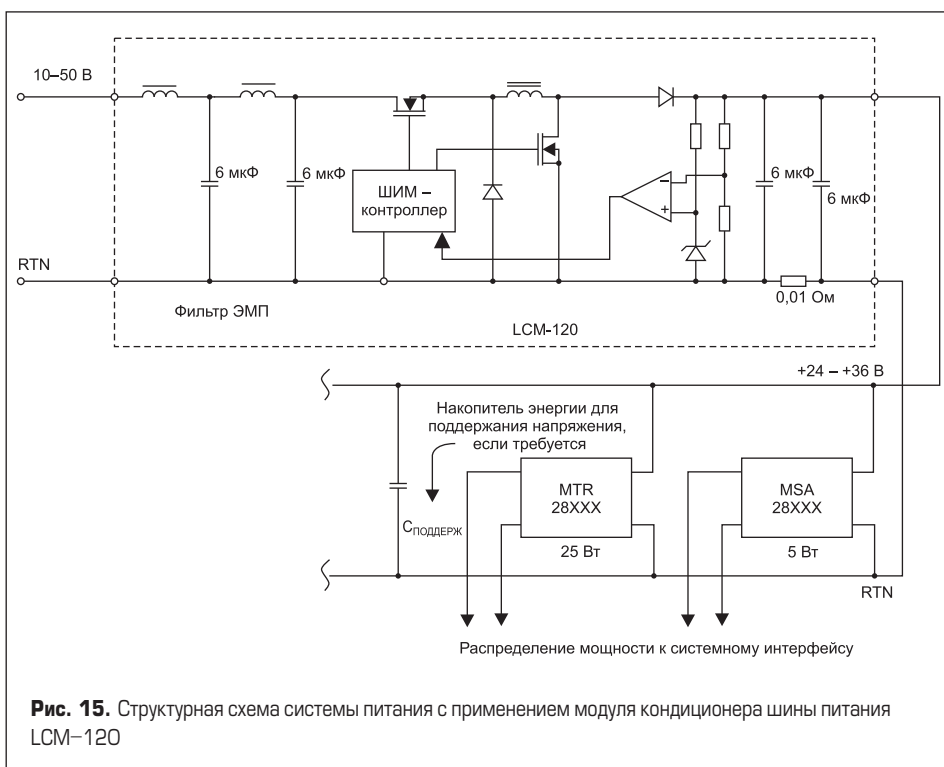 10–50 В
6 мкФ
6 мкФ
ШИМ –
контроллер
–
+
6 мкФ
6 мкФ
RTN
0,01 Ом
Фильтр ЭМП
LCM-120
+24 – +36 В
Накопитель энергии для
поддержания напряжения,
если требуется
MTR
28XXX
MSA
28XXX
CПОДДЕРЖ
25 Вт
5 Вт
RTN
Распределение мощности к системному интерфейсу
Рис. 15. Структурная схема системы питания с применением модуля кондиционера шины питания
LCM–120